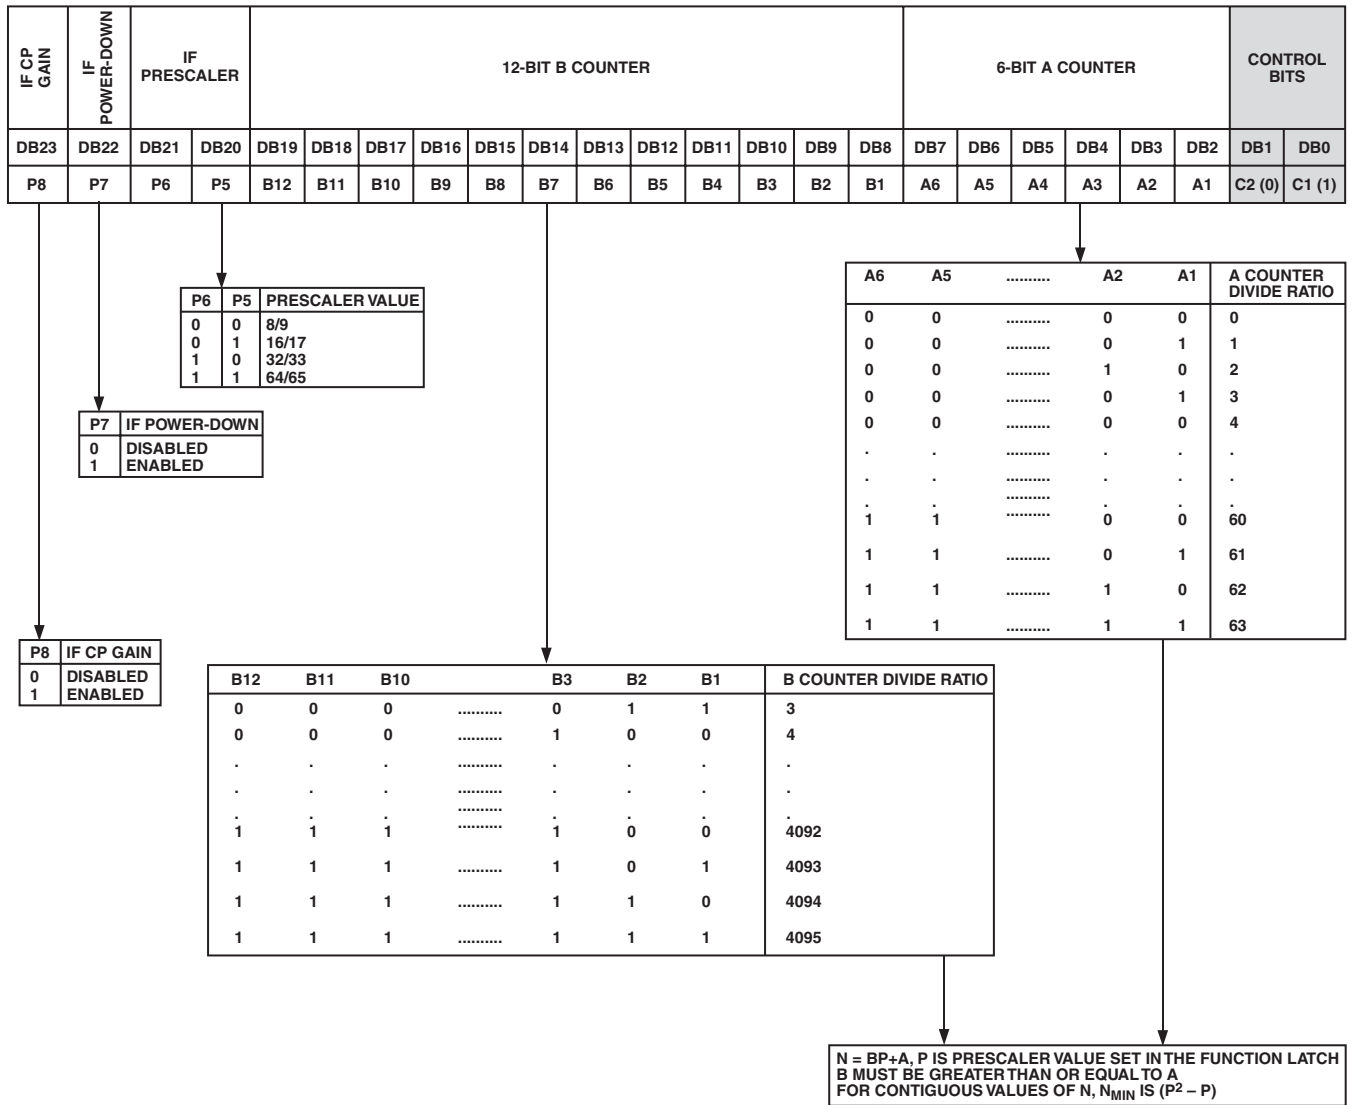 IF CP GAIN
IF POWER-DOWN
IF PRESCALER
12-BIT B COUNTER
6-BIT A COUNTER
CONTROL BITS
DB23 DB22 DB21 DB20 DB19 DB18 DB17 DB16 DB15 DB14 DB13 DB12 DB11 DB10 DB9 DB8 DB7 DB6 DB5 DB4 DB3 DB2 DB1 DB0
P8 P7 P6 P5 B12 B11 B10 B9 B8 B7 B6 B5 B4 B3 B2 B1 A6 A5 A4 A3 A2 A1 C2 (0) C1 (1)
A6 A5 .......... A2 A1 A COUNTER DIVIDE RATIO
0 0 .......... 0 0 0
0 0 .......... 0 1 1
0 0 .......... 1 0 2
0 0 .......... 0 1 3
0 0 .......... 0 0 4
. . .......... . . .
. . .......... . . .
..........
. . .......... . . .
1 1 .......... 0 0 60
1 1 .......... 0 1 61
1 1 .......... 1 0 62
1 1 .......... 1 1 63
P6 P5 PRESCALER VALUE
0 0 8/9
0 1 16/17
1 0 32/33
1 1 64/65
P7 IF POWER-DOWN
0 DISABLED
1 ENABLED
P8 IF CP GAIN
0 DISABLED
1 ENABLED
B12 B11 B10 B3 B2 B1 B COUNTER DIVIDE RATIO
0 0 0 .......... 0 1 1 3
0 0 0 .......... 1 0 0 4
. . . .......... . . . .
. . . .......... . . . .
..........
. . . .......... . . . .
1 1 1 .......... 1 0 0 4092
1 1 1 .......... 1 0 1 4093
1 1 1 .......... 1 1 0 4094
1 1 1 .......... 1 1 1 4095
N = BP+A, P IS PRESCALER VALUE SET IN THE FUNCTION LATCH
B MUST BE GREATER THAN OR EQUAL TO A
FOR CONTIGUOUS VALUES OF N, NMIN IS (P2 – P)